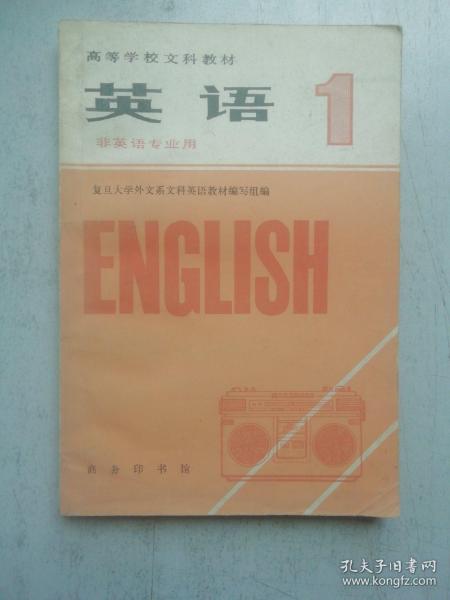 高等学校文科教材
英语 1
非英语专业用
复旦大学外文系文科英语教材编写组编
ENGLISH
商务印书馆
孔夫子旧书网
www.kongfz.com